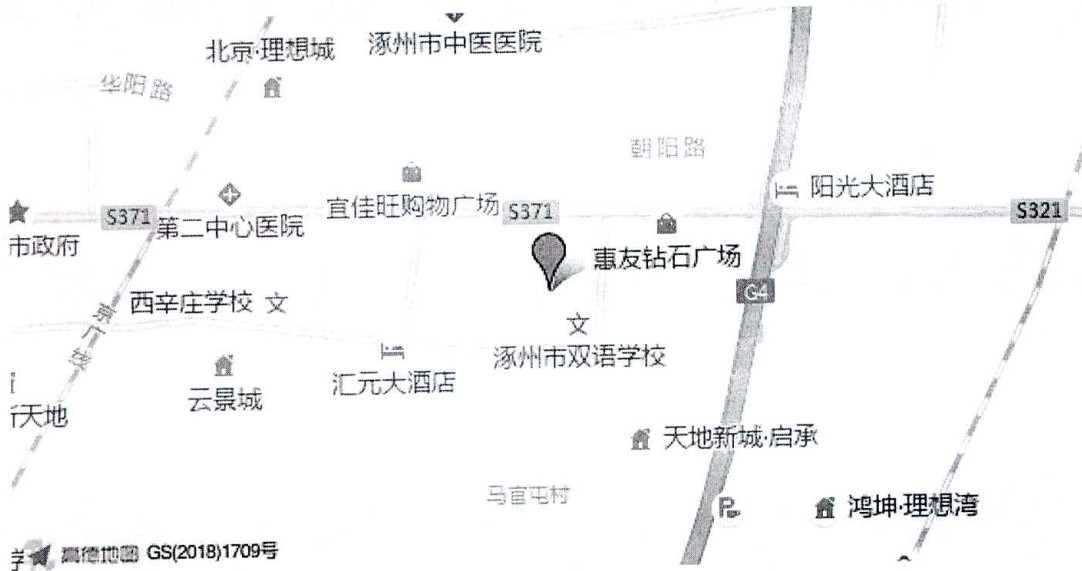 北京·理想城
涿州市中医医院
华阳路
朝阳路
阳光大酒店
宜佳旺购物广场
S371
S371
S321
第二中心医院
市政府
惠友钻石广场
G4
西辛庄学校 文
京广线
文
涿州市双语学校
汇元大酒店
云景城
天地
天地新城·启承
马官屯村
P
鸿坤·理想湾
学
高德地图 GS(2018)1709号